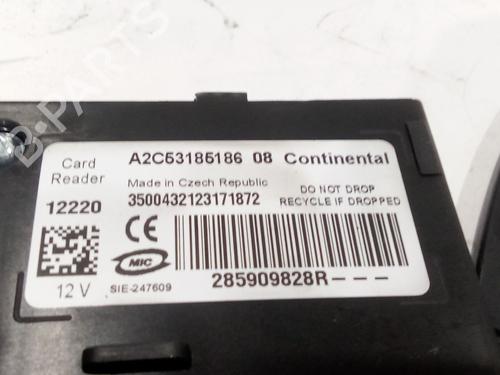 Card Reader
A2C53185186 08 Continental
Made in Czech Republic
DO NOT DROP
RECYCLE IF DROPPED
12220
3500432123171872
CE
MIC
12 V
SIE-247609
285909828R---
B-PARTS